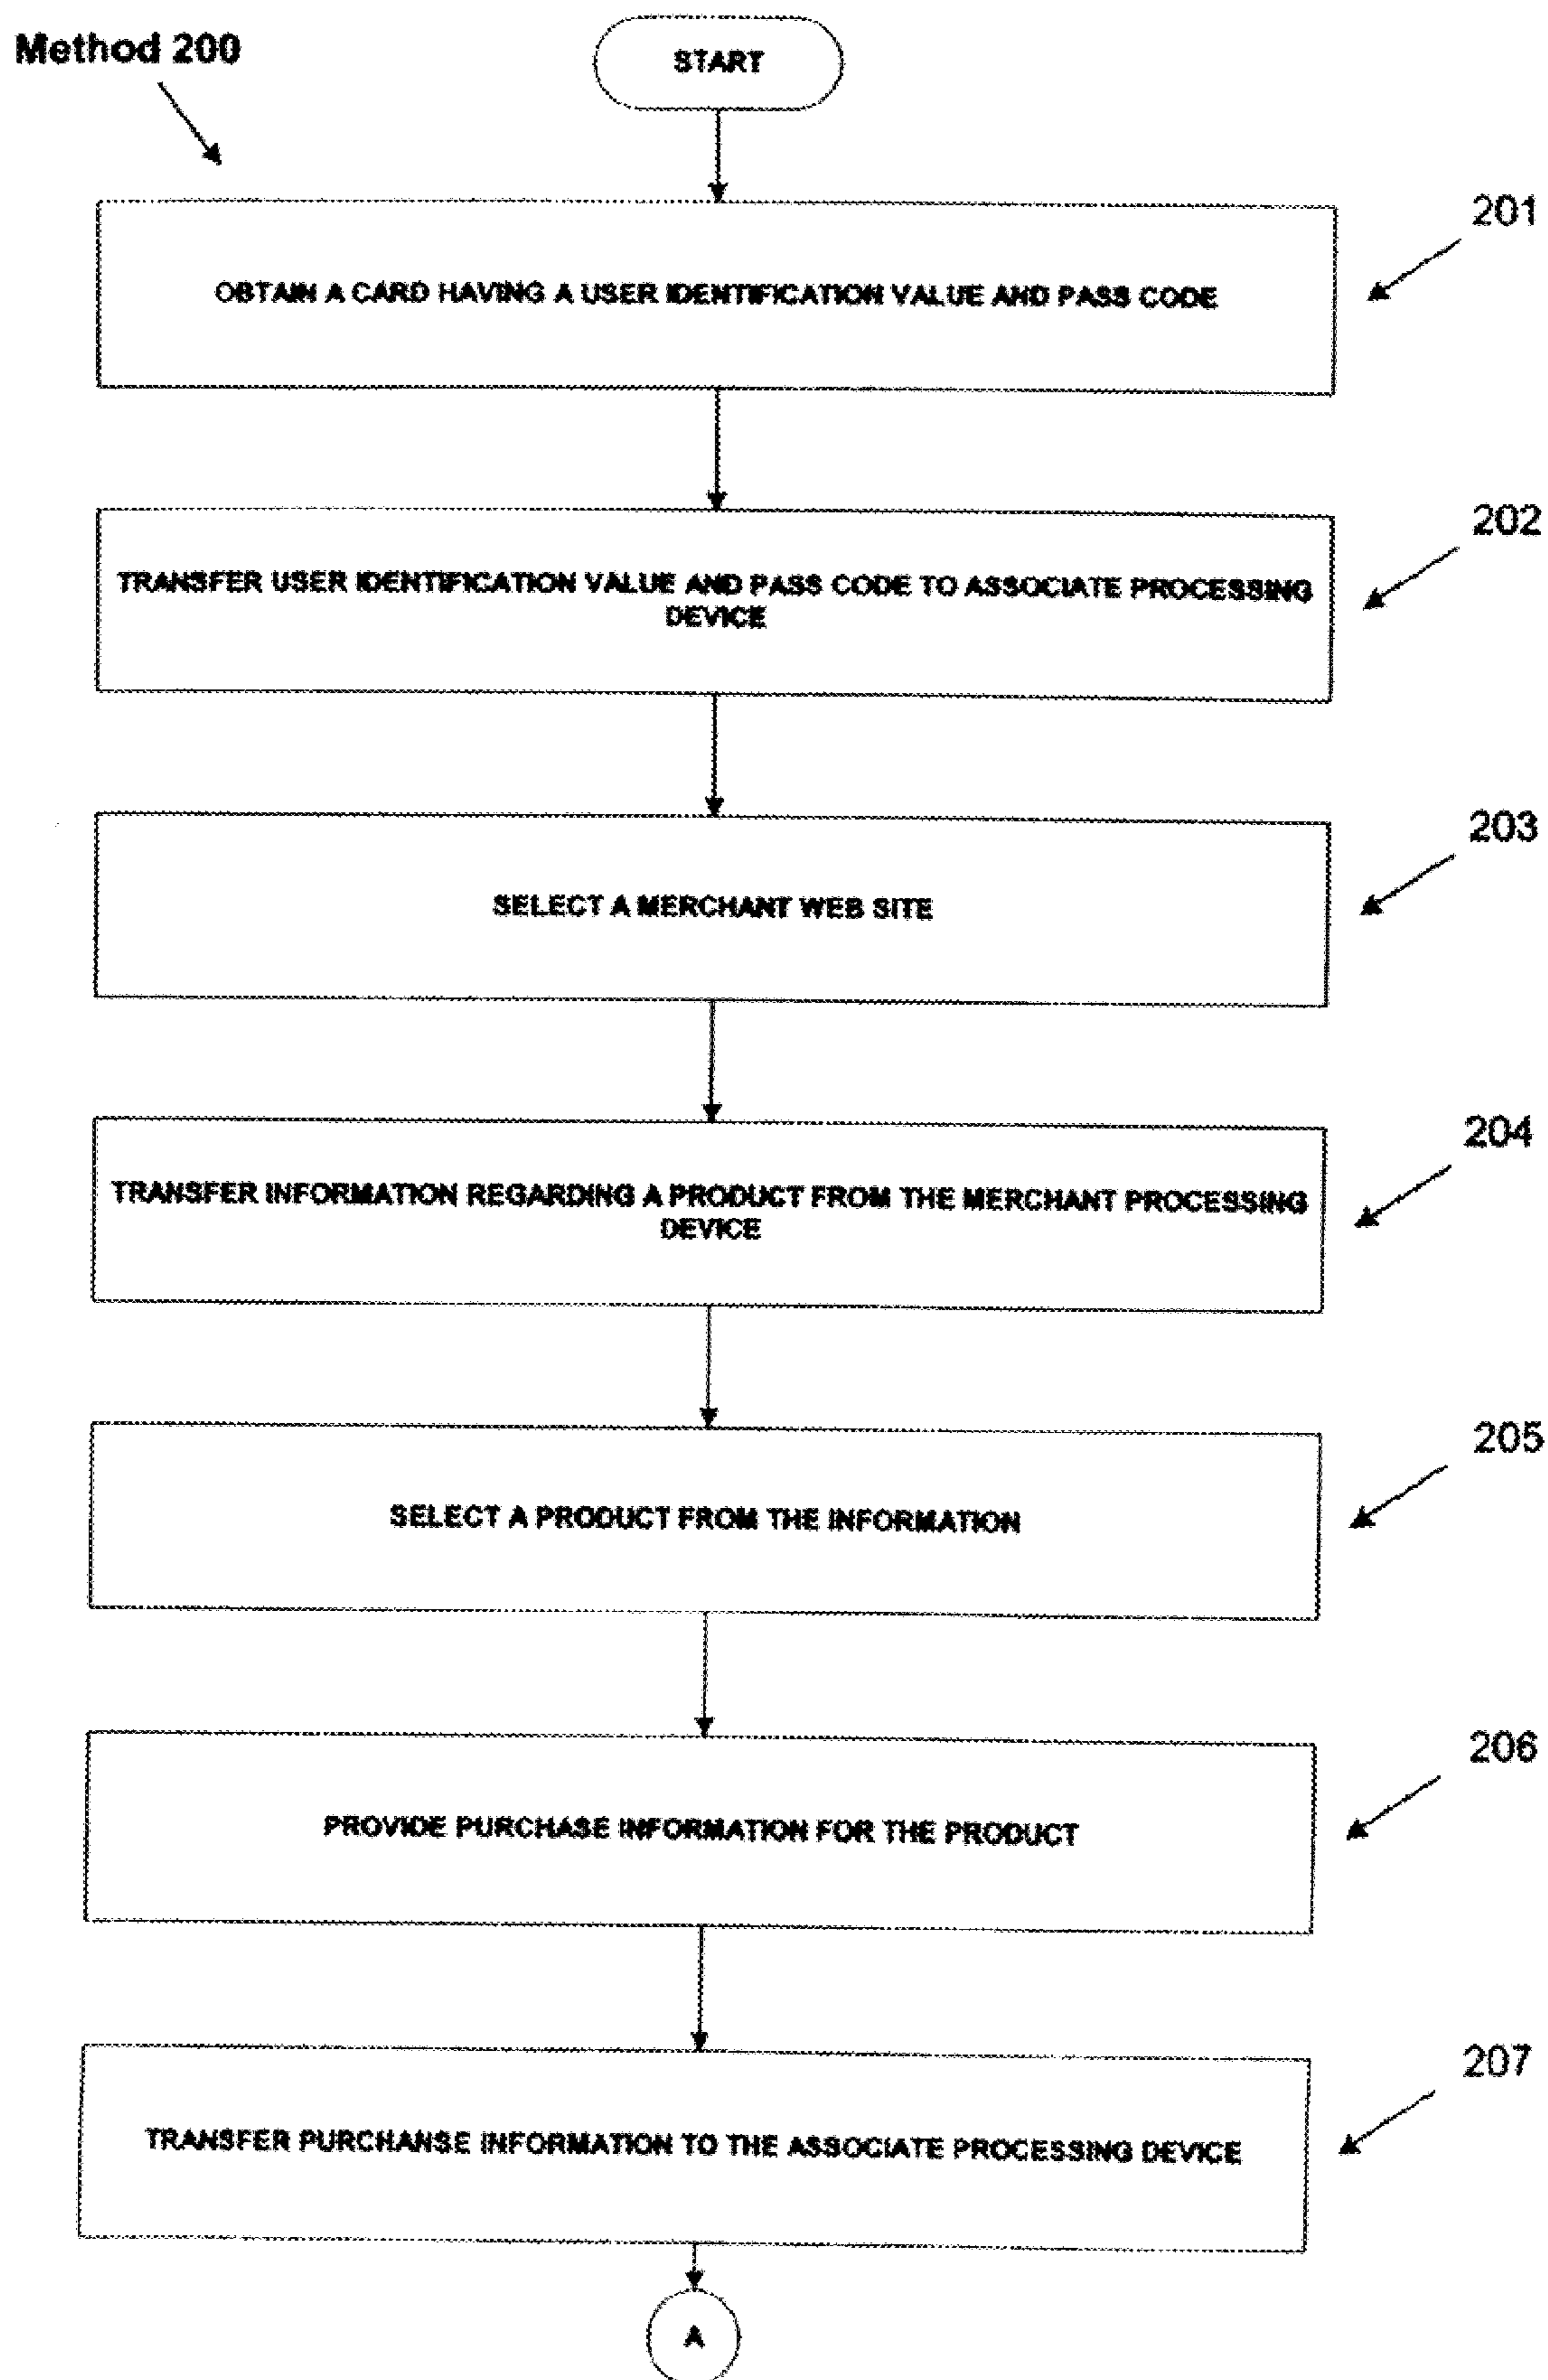 Method 200
START
201
OBTAIN A CARD HAVING A USER IDENTIFICATION VALUE AND PASS CODE
202
TRANSFER USER IDENTIFICATION VALUE AND PASS CODE TO ASSOCIATE PROCESSING
DEVICE
203
SELECT A MERCHANT WEB SITE
204
TRANSFER INFORMATION REGARDING A PRODUCT FROM THE MERCHANT PROCESSING
DEVICE
205
SELECT A PRODUCT FROM THE INFORMATION
206
PROVIDE PURCHASE INFORMATION FOR THE PRODUCT
207
TRANSFER PURCHANSE INFORMATION TO THE ASSOCIATE PROCESSING DEVICE
A